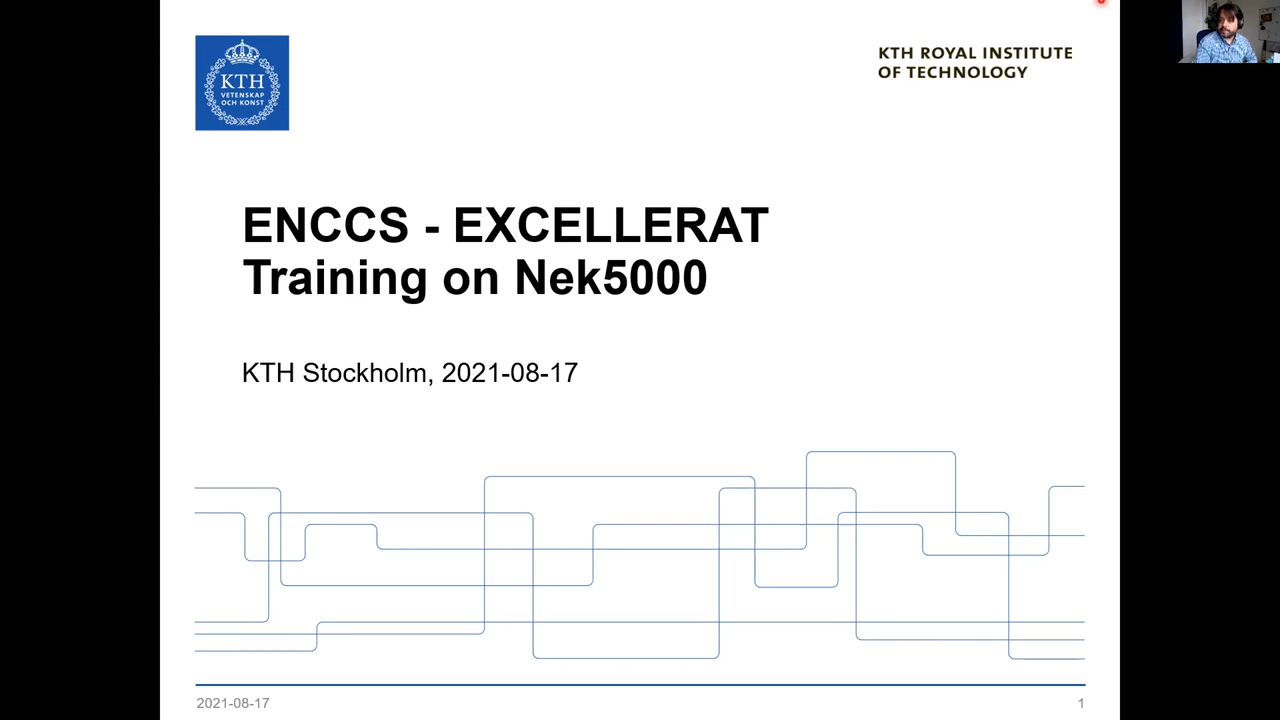 KTH
VETENSKAP
OCH KONST
KTH ROYAL INSTITUTE
OF TECHNOLOGY
ENCCS - EXCELLERAT
Training on Nek5000
KTH Stockholm, 2021-08-17
2021-08-17
1